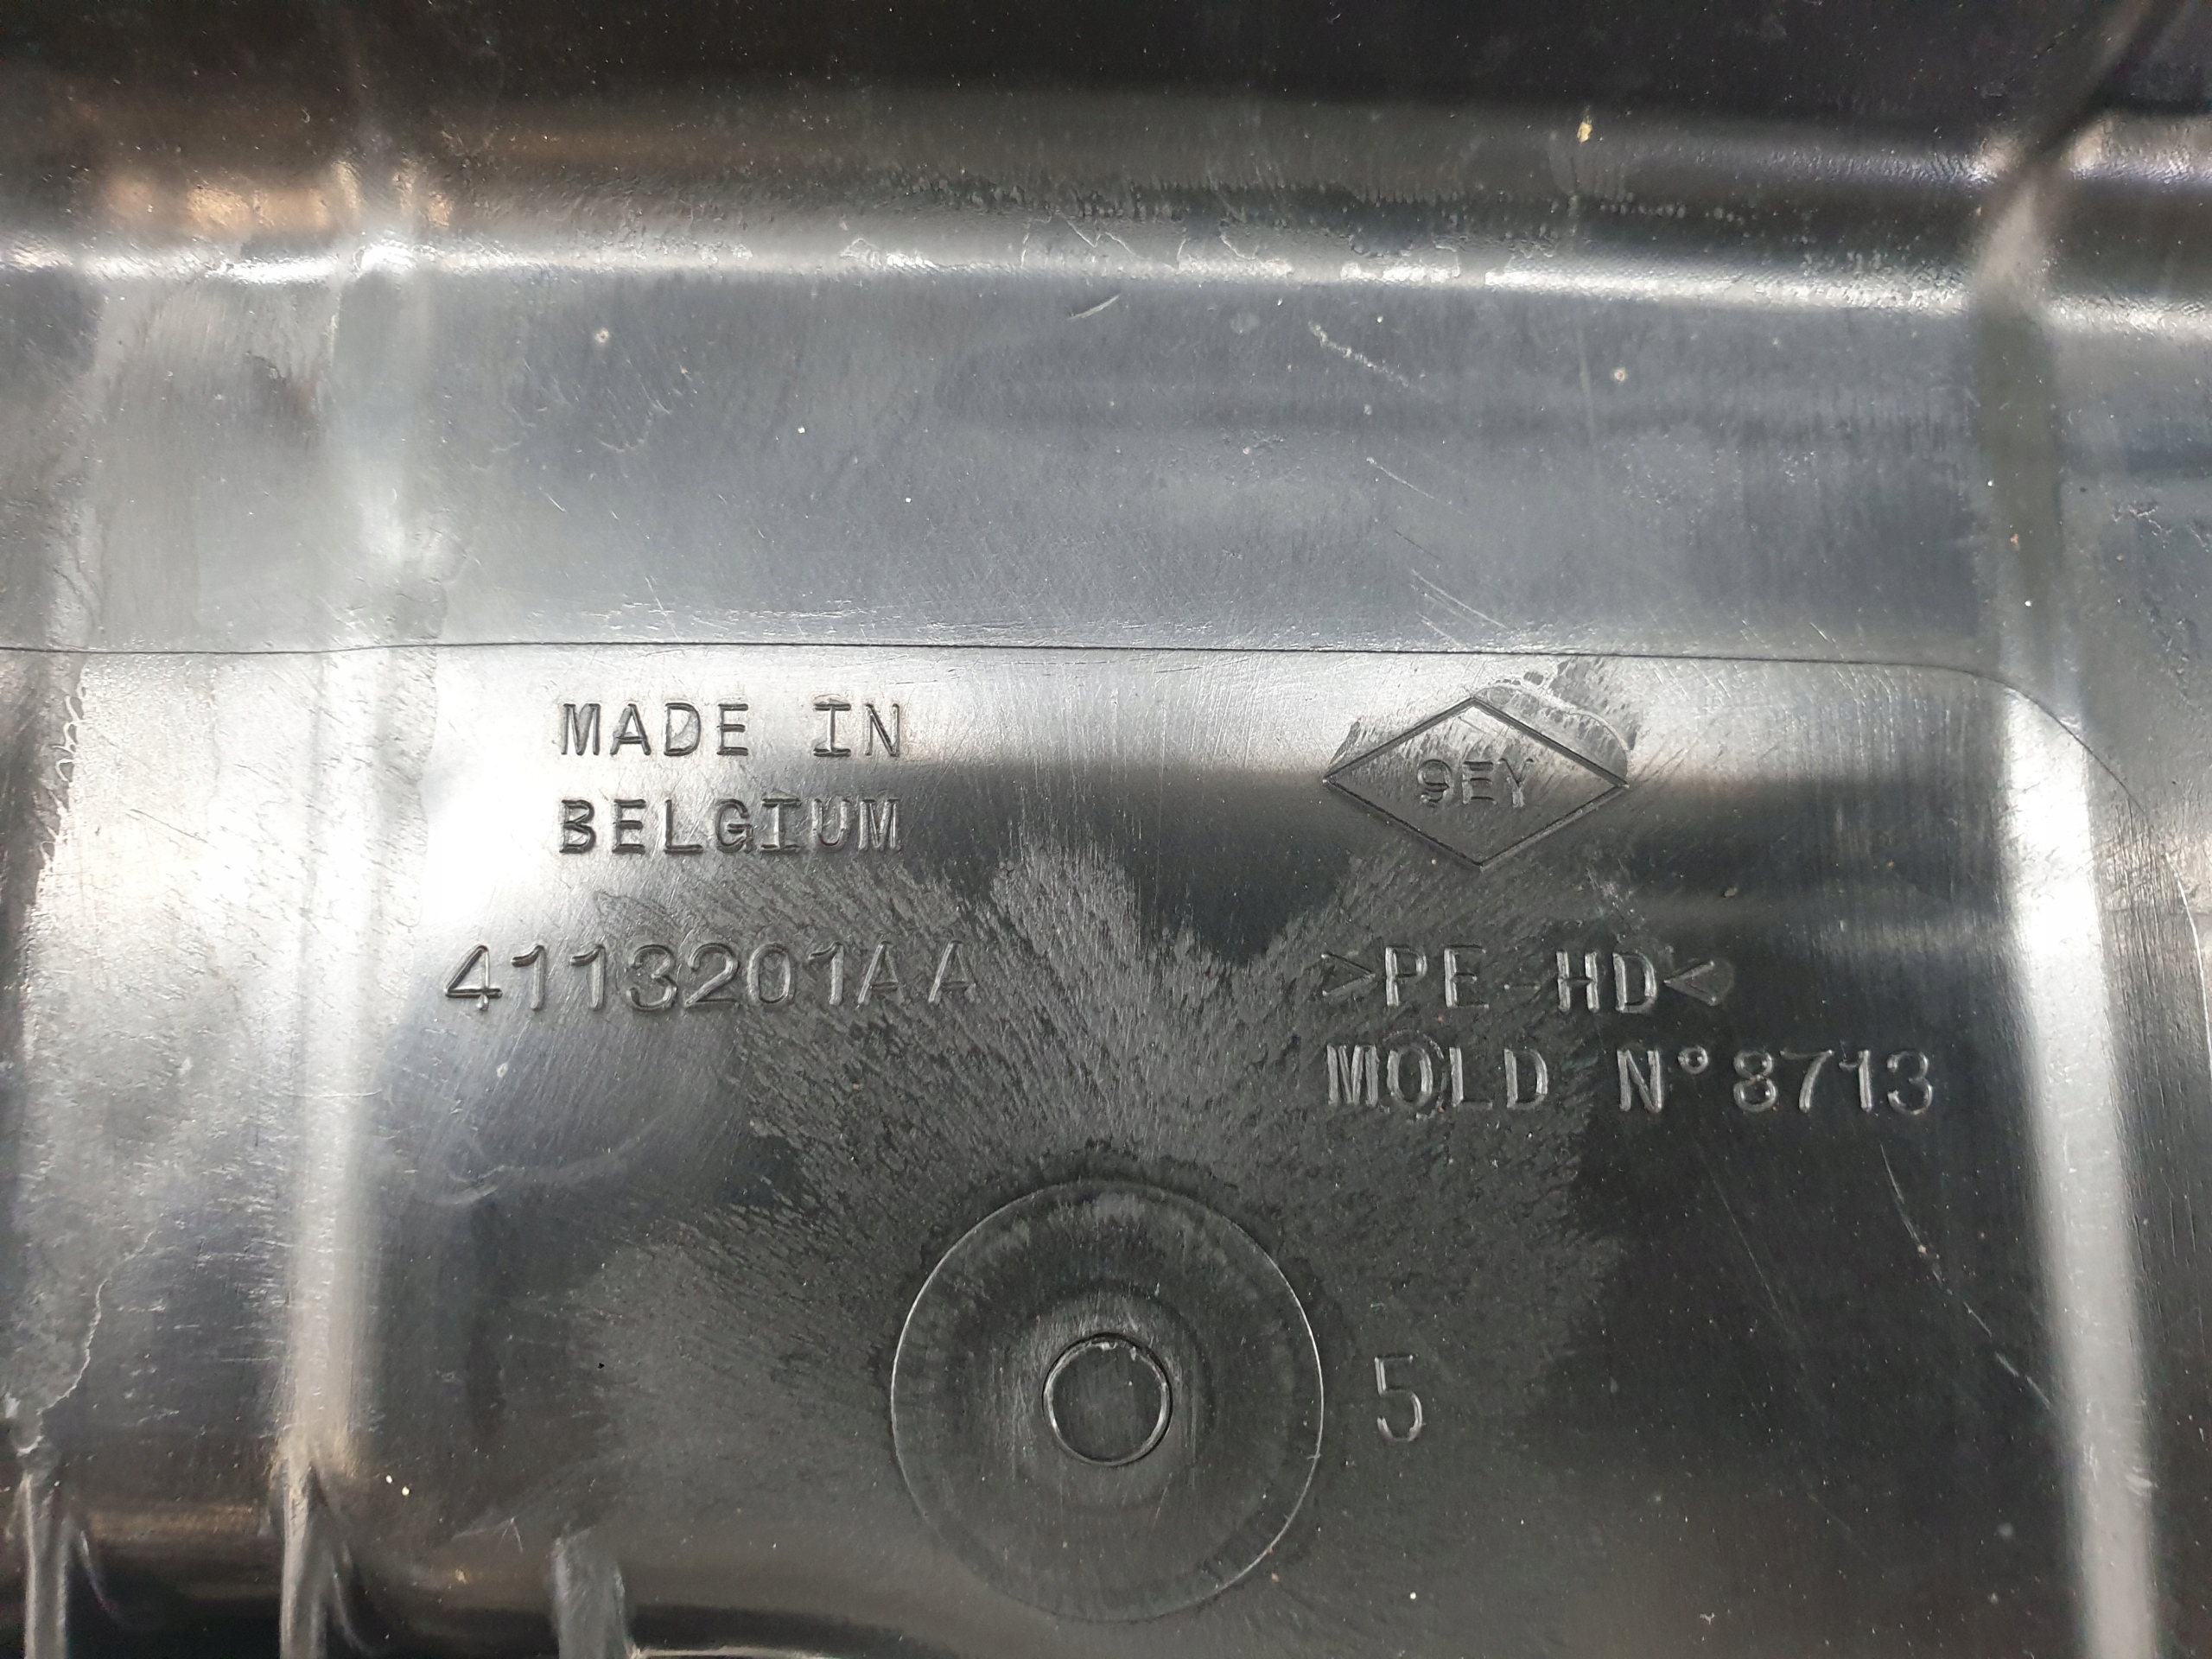 MADE IN
BELGIUM
9EY
4113201AA
>PE-HD<
MOLD N°8713
5